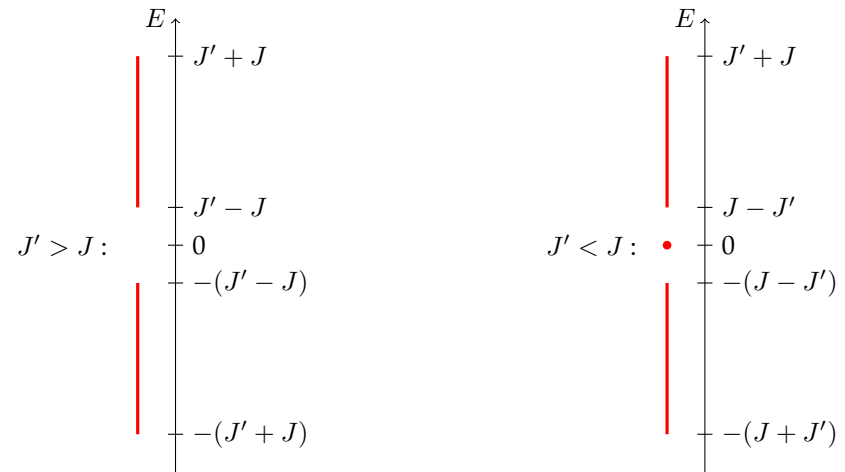 E
J′ + J
J′ − J
J′ > J :
0
−(J′ − J)
−(J′ + J)
E
J′ + J
J − J′
J′ < J :
0
−(J − J′)
−(J + J′)